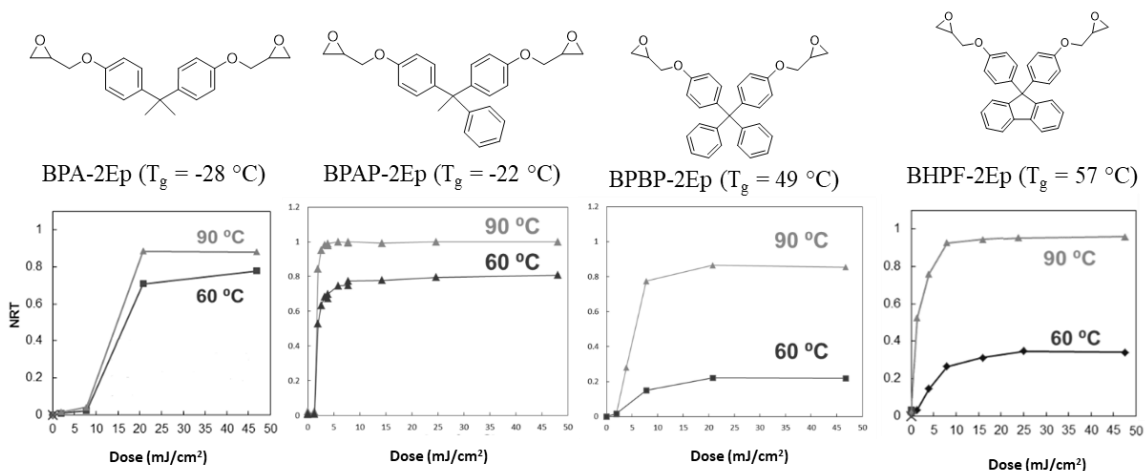 O
O
O
O
BPA-2Ep (Tg = -28 °C)
O
O
O
O
BPAP-2Ep (Tg = -22 °C)
O
O
O
O
BPBP-2Ep (Tg = 49 °C)
O
O
O
O
BHPF-2Ep (Tg = 57 °C)
NRT
1
0.8
0.6
0.4
0.2
0
90 ºC
60 ºC
0 10 20 30 40 50
Dose (mJ/cm²)
1.2
1
0.8
0.6
0.4
0.2
0
90 ºC
60 ºC
0 5 10 15 20 25 30 35 40 45 50
Dose (mJ/cm²)
1.2
1
0.8
0.6
0.4
0.2
0
90 ºC
60 ºC
0 5 10 15 20 25 30 35 40 45 50
Dose (mJ/cm²)
1
0.8
0.6
0.4
0.2
0
90 ºC
60 ºC
0 5 10 15 20 25 30 35 40 45 50
Dose (mJ/cm²)